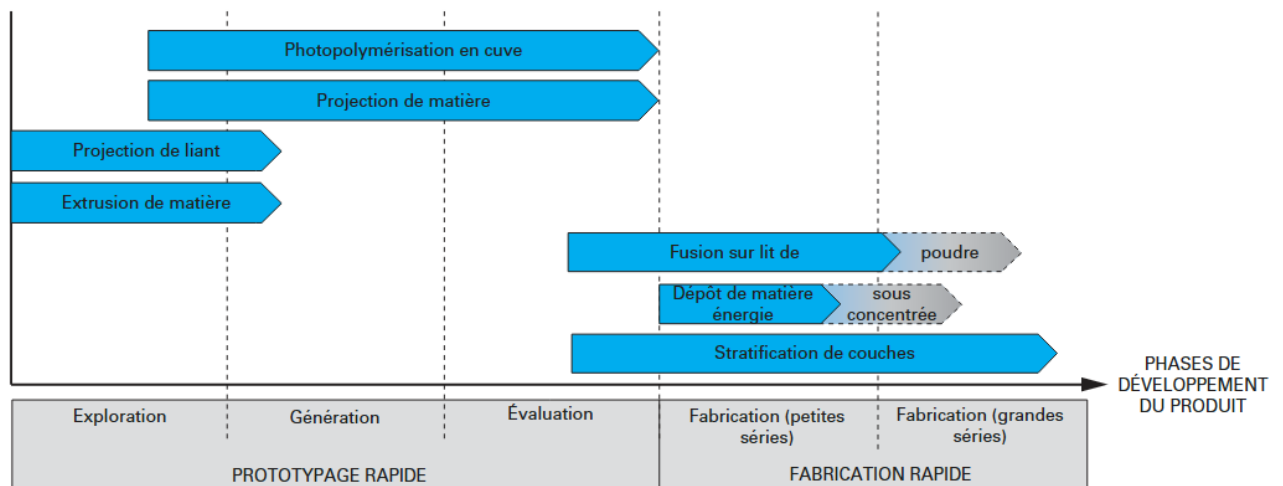 Photopolymérisation en cuve
Projection de matière
Projection de liant
Extrusion de matière
Fusion sur lit de poudre
Dépôt de matière sous
énergie concentrée
Stratification de couches
PHASES DE
DÉVELOPPEMENT
DU PRODUIT
Exploration
Génération
Évaluation
Fabrication (petites
séries)
Fabrication (grandes
séries)
PROTOTYPAGE RAPIDE
FABRICATION RAPIDE